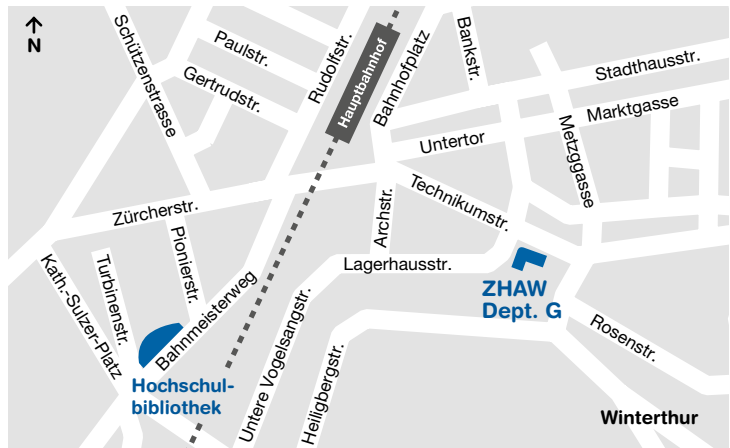 N
Schützenstrasse
Paulstr.
Gertrudstr.
Rudolfstr.
Hauptbahnhof
Bahnhofplatz
Bankstr.
Stadthausstr.
Marktgasse
Untertor
Metzggasse
Technikumstr.
Zürcherstr.
Archstr.
Pionierstr.
Turbinenstr.
Kath.-Sulzer-Platz
Lagerhausstr.
ZHAW
Dept. G
Bahnmeisterweg
Untere Vogelsangstr.
Heiligbergstr.
Rosenstr.
Hochschul-
bibliothek
Winterthur